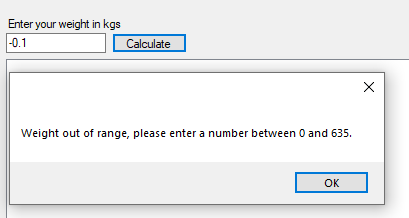 Enter your weight in kgs
-0.1
Calculate
Weight out of range, please enter a number between 0 and 635.
OK